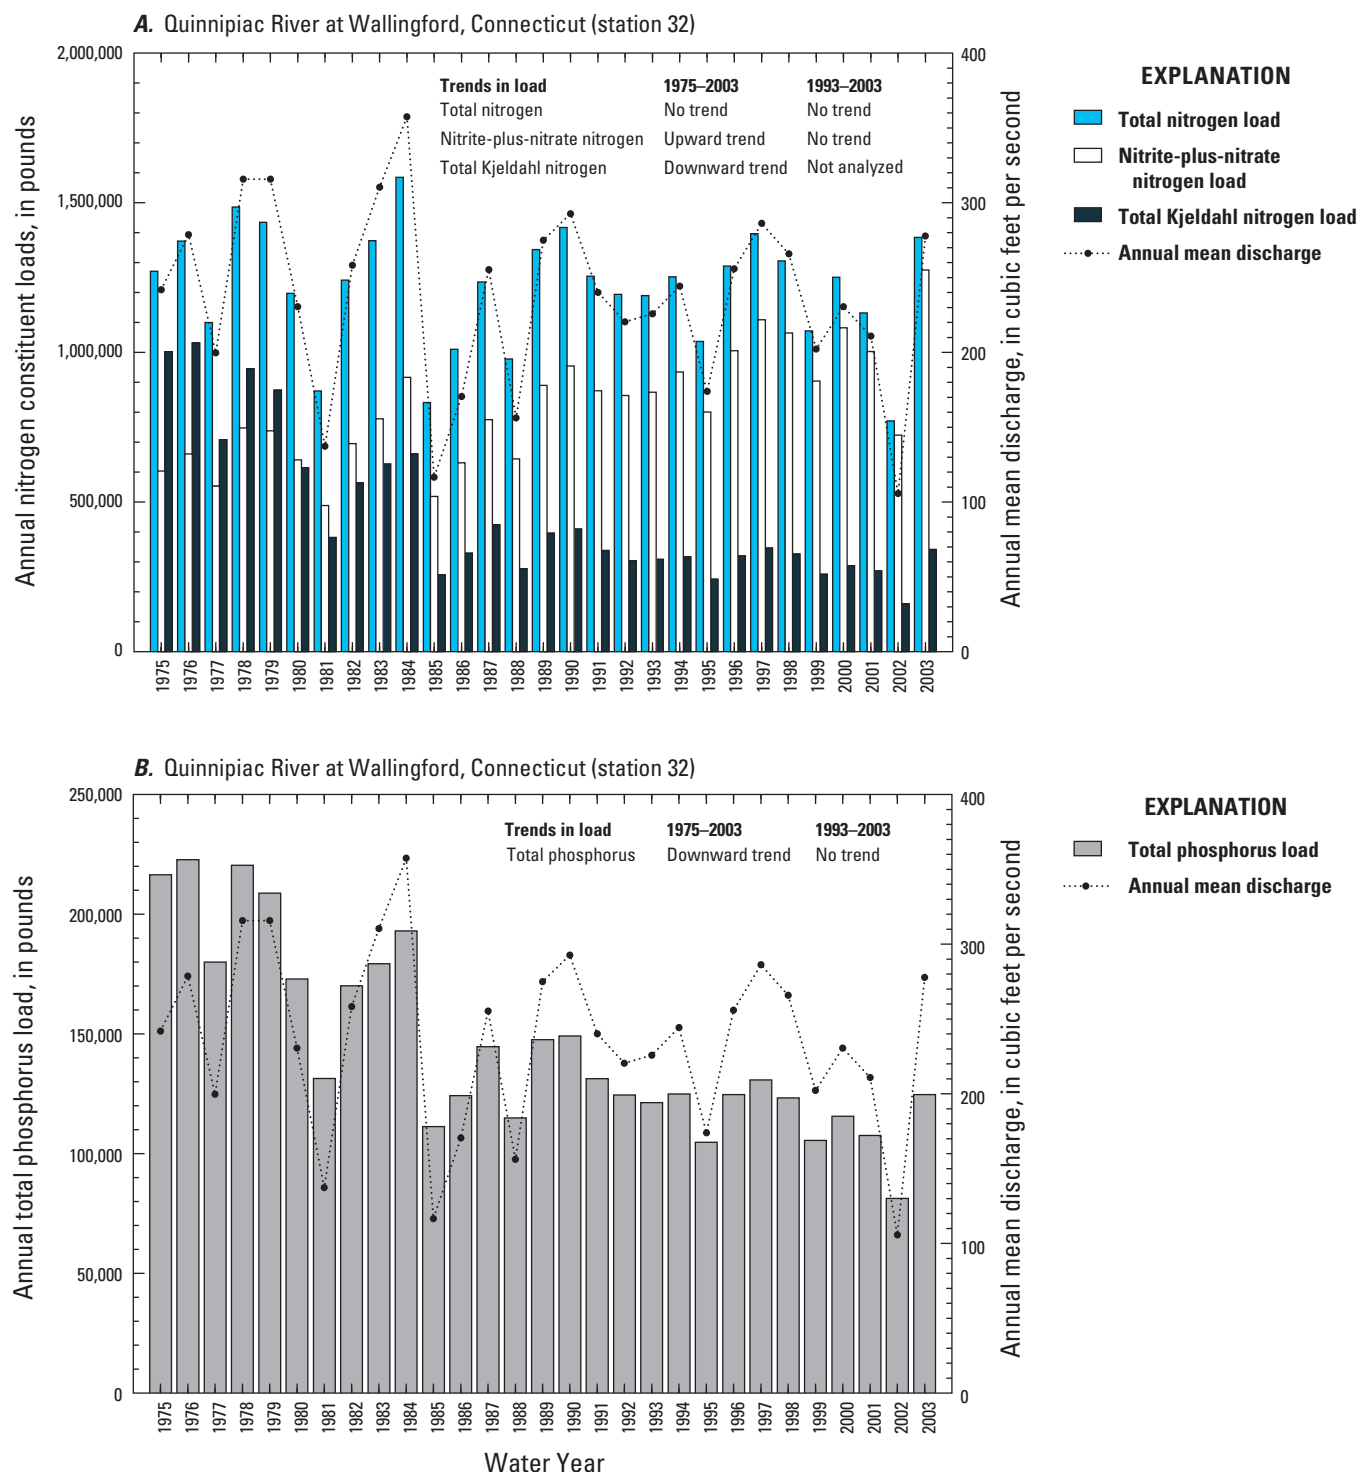 A. Quinnipiac River at Wallingford, Connecticut (station 32)
Annual nitrogen constituent loads, in pounds
2,000,000
1,500,000
1,000,000
500,000
0
Trends in load 1975–2003 1993–2003
Total nitrogen No trend No trend
Nitrite-plus-nitrate nitrogen Upward trend No trend
Total Kjeldahl nitrogen Downward trend Not analyzed
400
300
200
100
0
Annual mean discharge, in cubic feet per second
1975 1976 1977 1978 1979 1980 1981 1982 1983 1984 1985 1986 1987 1988 1989 1990 1991 1992 1993 1994 1995 1996 1997 1998 1999 2000 2001 2002 2003
EXPLANATION
Total nitrogen load
Nitrite-plus-nitrate
nitrogen load
Total Kjeldahl nitrogen load
Annual mean discharge
B. Quinnipiac River at Wallingford, Connecticut (station 32)
Annual total phosphorus load, in pounds
250,000
200,000
150,000
100,000
50,000
0
Trends in load 1975–2003 1993–2003
Total phosphorus Downward trend No trend
400
300
200
100
0
Annual mean discharge, in cubic feet per second
1975 1976 1977 1978 1979 1980 1981 1982 1983 1984 1985 1986 1987 1988 1989 1990 1991 1992 1993 1994 1995 1996 1997 1998 1999 2000 2001 2002 2003
Water Year
EXPLANATION
Total phosphorus load
Annual mean discharge